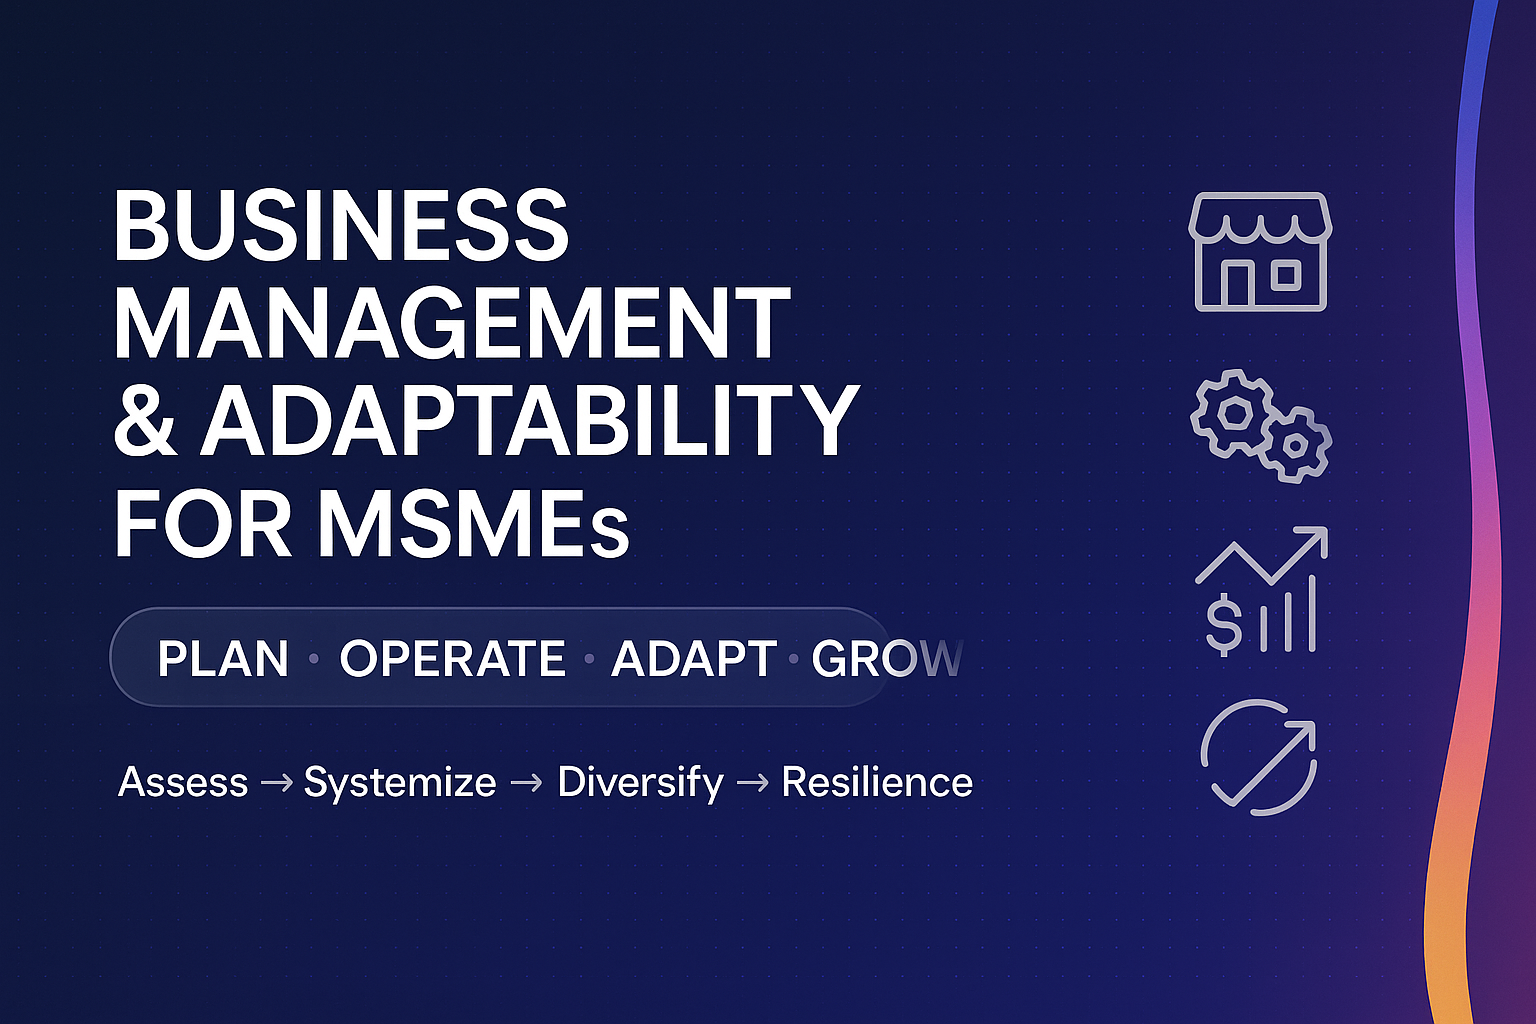 BUSINESS
MANAGEMENT
& ADAPTABILITY
FOR MSMEs
PLAN · OPERATE · ADAPT · GROW
Assess → Systemize → Diversify → Resilience
$